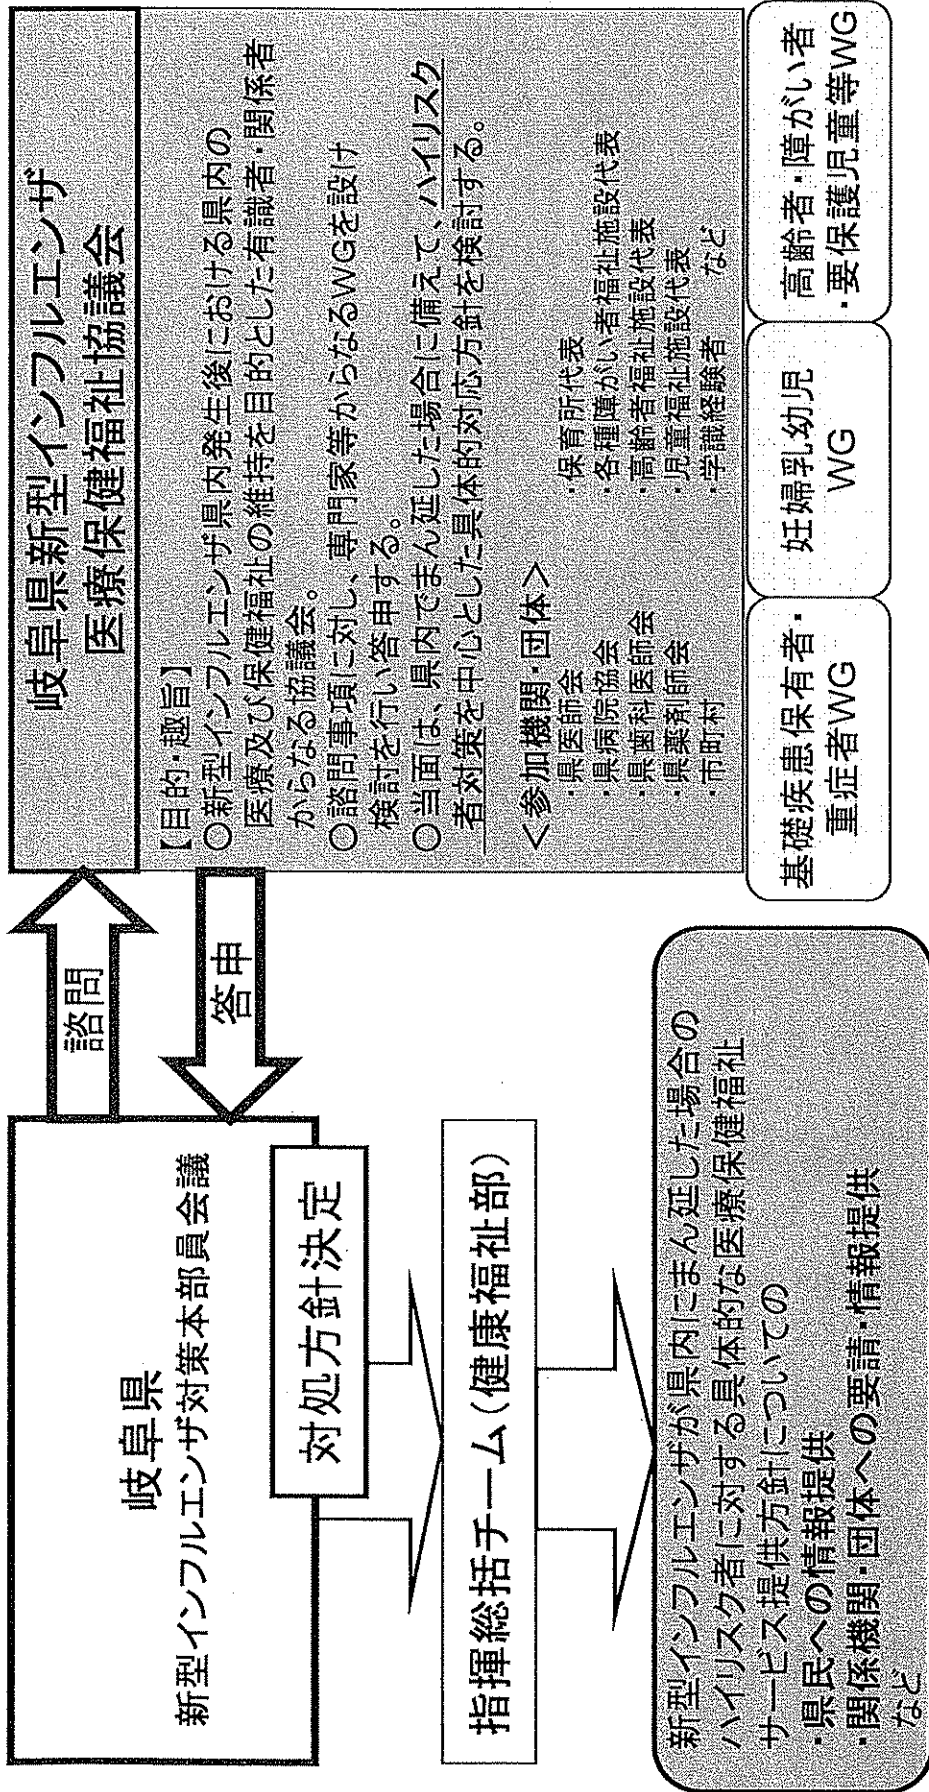 岐阜県
新型インフルエンザ対策本部員会議
対処方針決定
諮問
答申
指揮総括チーム(健康福祉部)
新型インフルエンザが県内にまん延した場合の
ハイリスク者に対する具体的な医療保健福祉
サービス提供方針についての
・県民への情報提供
・関係機関・団体への要請・情報提供
など
岐阜県新型インフルエンザ
医療保健福祉協議会
【目的・趣旨】
○新型インフルエンザ県内発生後における県内の
医療及び保健福祉の維持を目的とした有識者・関係者
からなる協議会。
○諮問事項に対し、専門家等からなるWGを設け
検討を行い答申する。
○当面は、県内でまん延した場合に備えて、ハイリスク
者対策を中心とした具体的対応方針を検討する。
<参加機関・団体>
・県医師会
・県病院協会
・県歯科医師会
・県薬剤師会
・市町村
・保育所代表
・各種障がい者福祉施設代表
・高齢者福祉施設代表
・児童福祉施設代表
・学識経験者 など
基礎疾患保有者・
重症者WG
妊婦乳幼児
WG
高齢者・障がい者
・要保護児童等WG